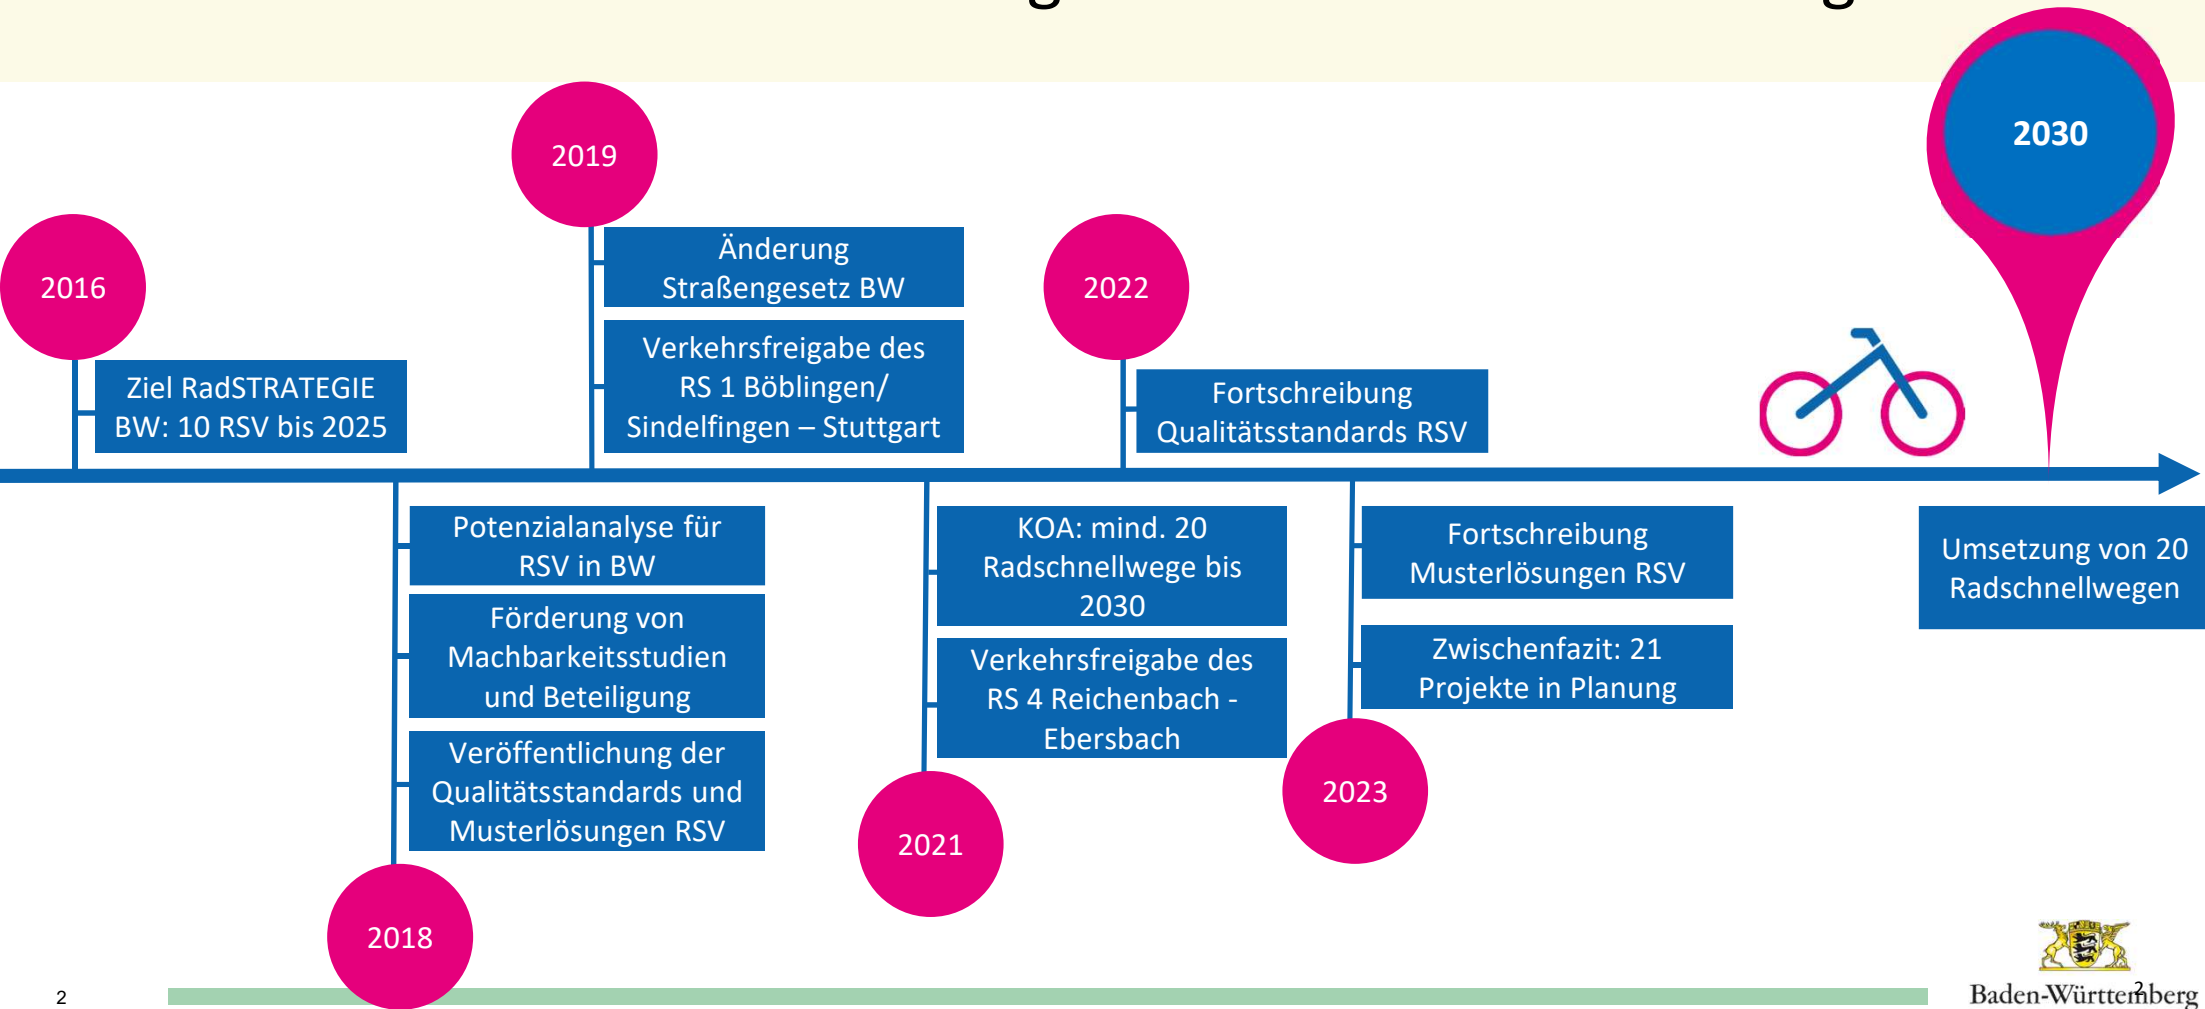 2030
2019
2016
Änderung
Straßengesetz BW
2022
Verkehrsfreigabe des
RS 1 Böblingen/
Sindelfingen – Stuttgart
Ziel RadSTRATEGIE
BW: 10 RSV bis 2025
Fortschreibung
Qualitätsstandards RSV
Potenzialanalyse für
RSV in BW
Förderung von
Machbarkeitsstudien
und Beteiligung
Veröffentlichung der
Qualitätsstandards und
Musterlösungen RSV
2018
KOA: mind. 20
Radschnellwege bis
2030
Verkehrsfreigabe des
RS 4 Reichenbach -
Ebersbach
2021
Fortschreibung
Musterlösungen RSV
Zwischenfazit: 21
Projekte in Planung
2023
Umsetzung von 20
Radschnellwegen
2
Baden-Württemberg
2